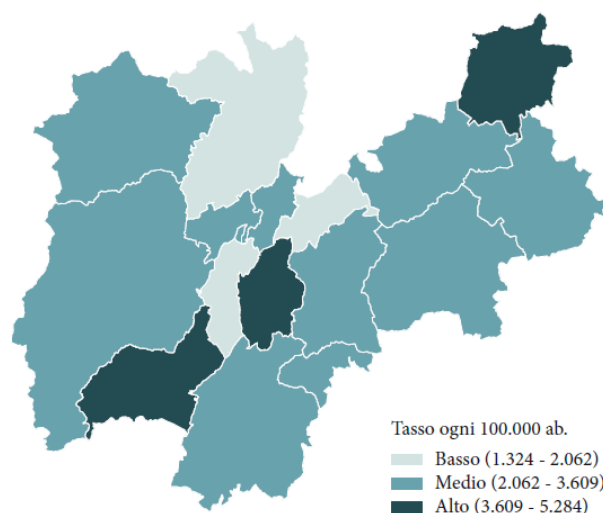 Tasso ogni 100.000 ab.
Basso (1.324 - 2.062)
Medio (2.062 - 3.609)
Alto (3.609 - 5.284)